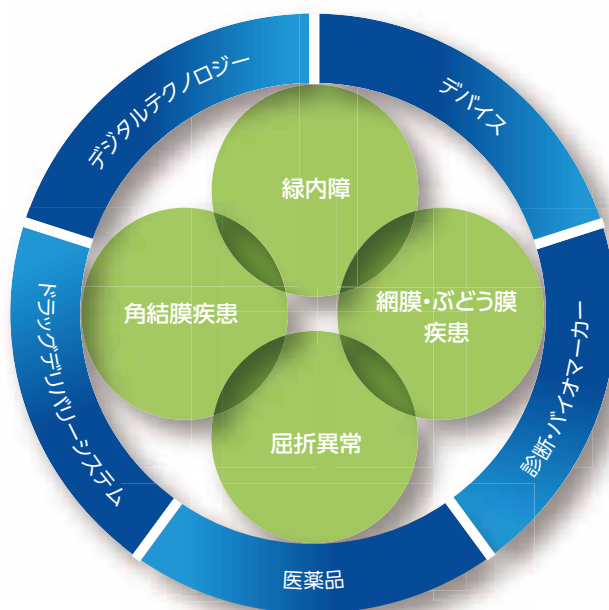 デジタルテクノロジー
デバイス
緑内障
角結膜疾患
網膜・ぶどう膜
疾患
屈折異常
ドラッグデリバリーシステム
診断・バイオマーカー
医薬品